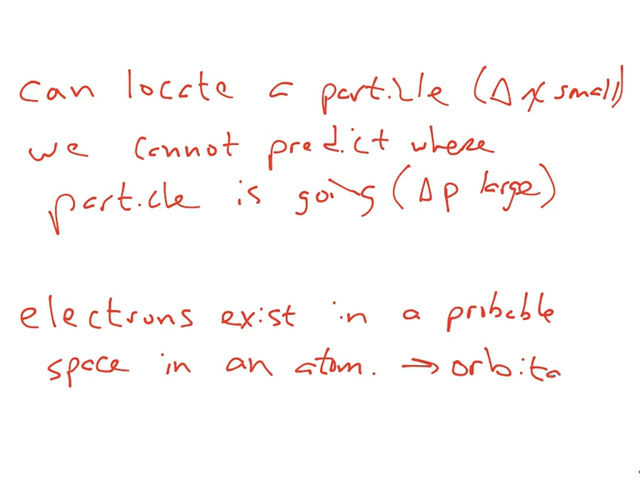 can locate a particle (Δx small)
we cannot predict where
particle is going (Δp large)
electrons exist in a probable
space in an atom. → orbita